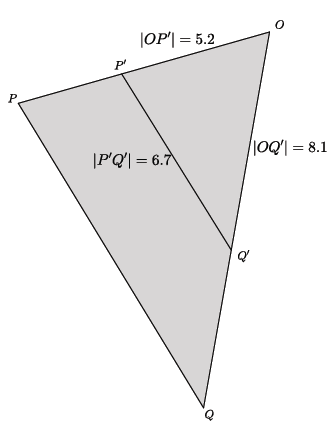 O
|OP′| = 5.2
P′
P
|OQ′| = 8.1
|P′Q′| = 6.7
Q′
Q